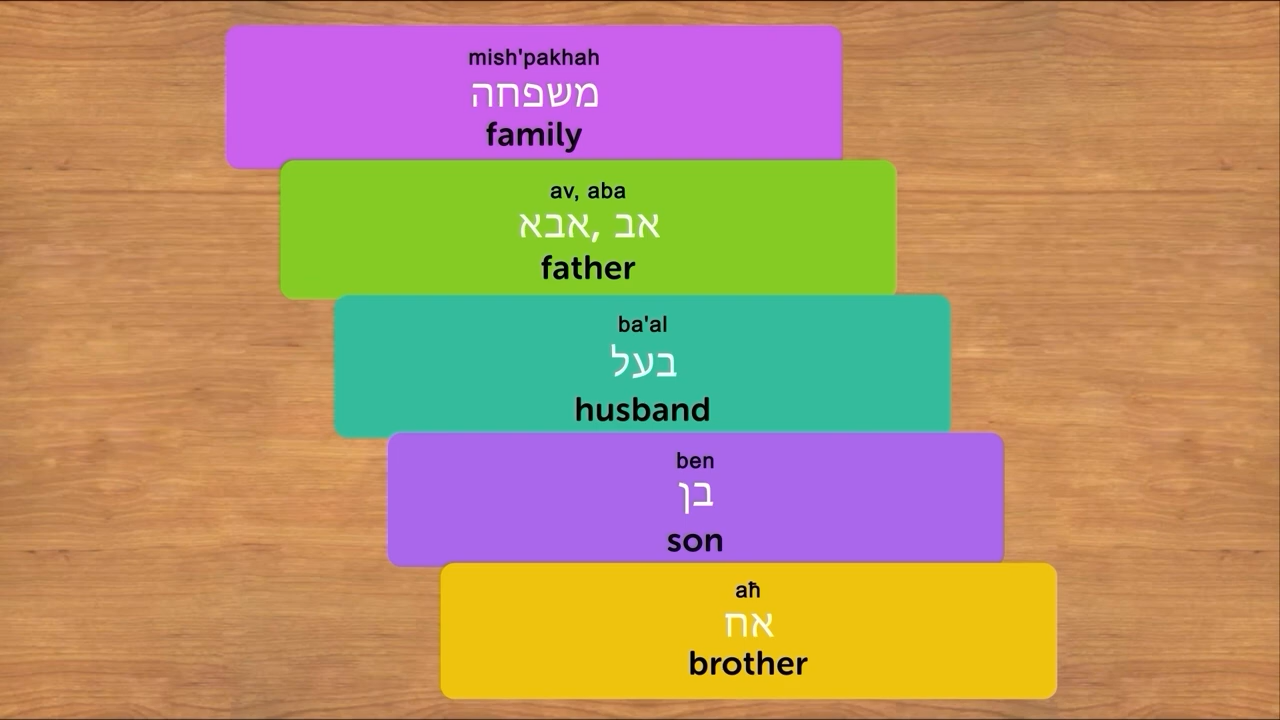 mish'pakhah
משפחה
family
av, aba
אב, אבא
father
ba'al
בעל
husband
ben
בן
son
aħ
אח
brother